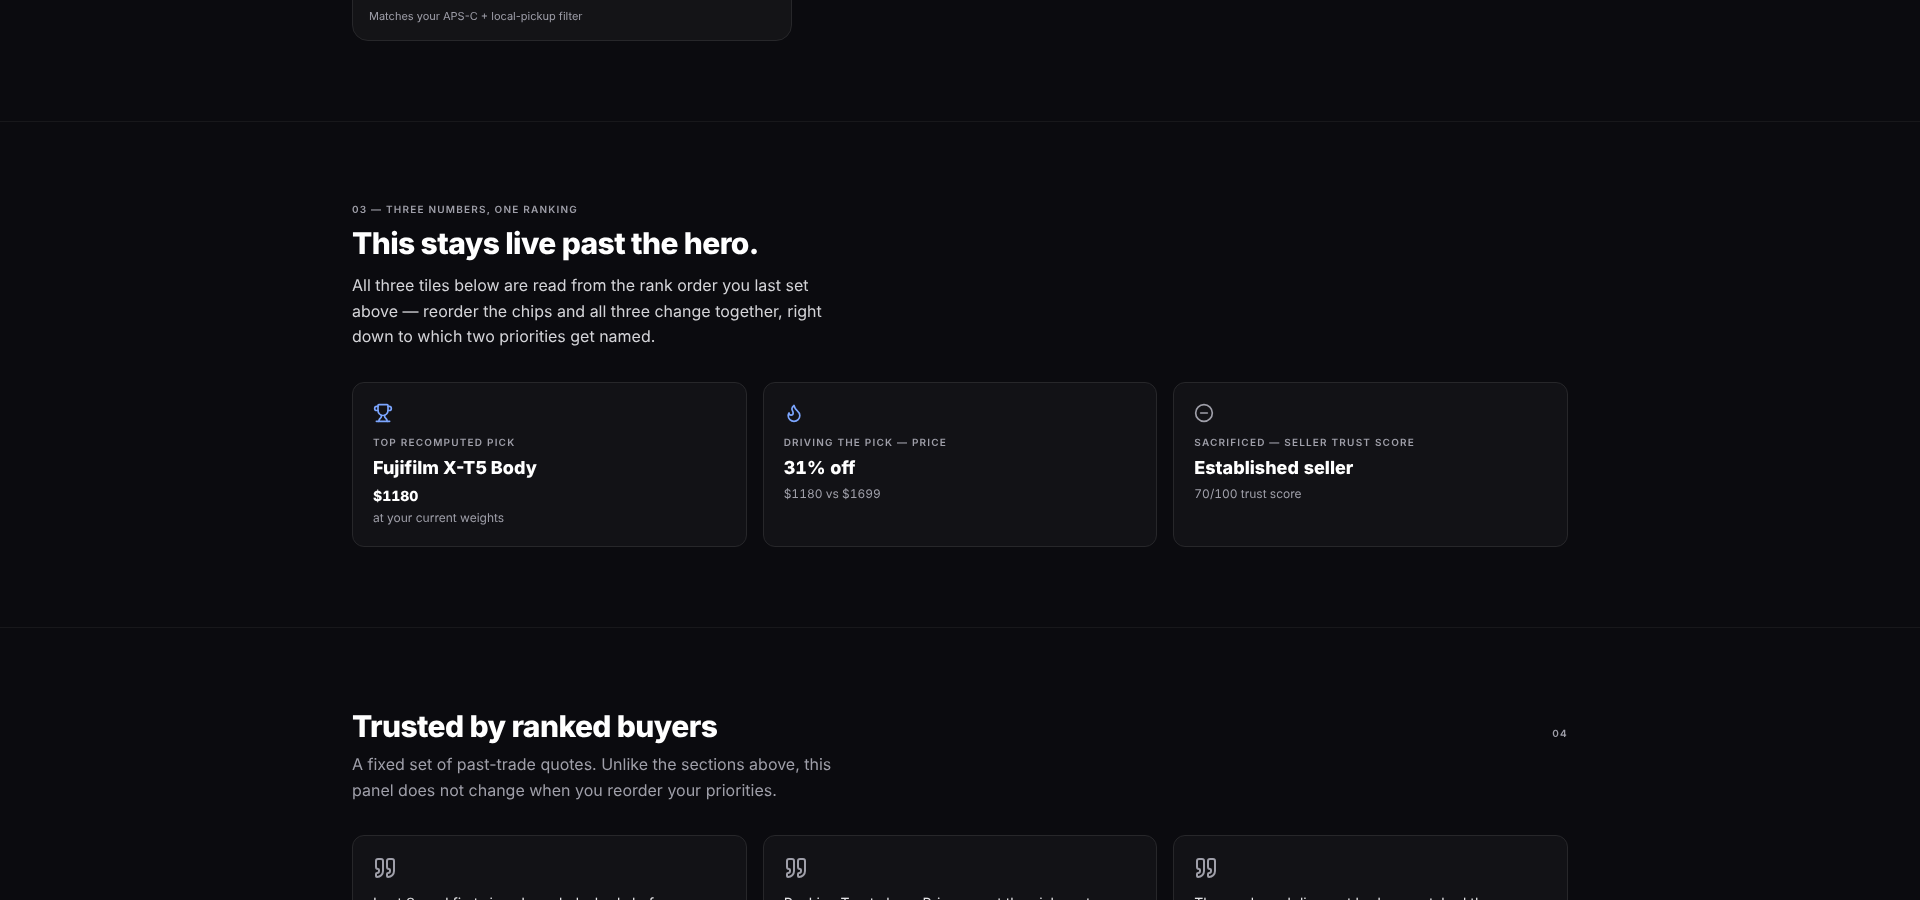 Matches your APS-C + local-pickup filter
03 — THREE NUMBERS, ONE RANKING
This stays live past the hero.
All three tiles below are read from the rank order you last set
above — reorder the chips and all three change together, right
down to which two priorities get named.
TOP RECOMPUTED PICK
Fujifilm X-T5 Body
$1180
at your current weights
DRIVING THE PICK — PRICE
31% off
$1180 vs $1699
SACRIFICED — SELLER TRUST SCORE
Established seller
70/100 trust score
Trusted by ranked buyers
04
A fixed set of past-trade quotes. Unlike the sections above, this
panel does not change when you reorder your priorities.